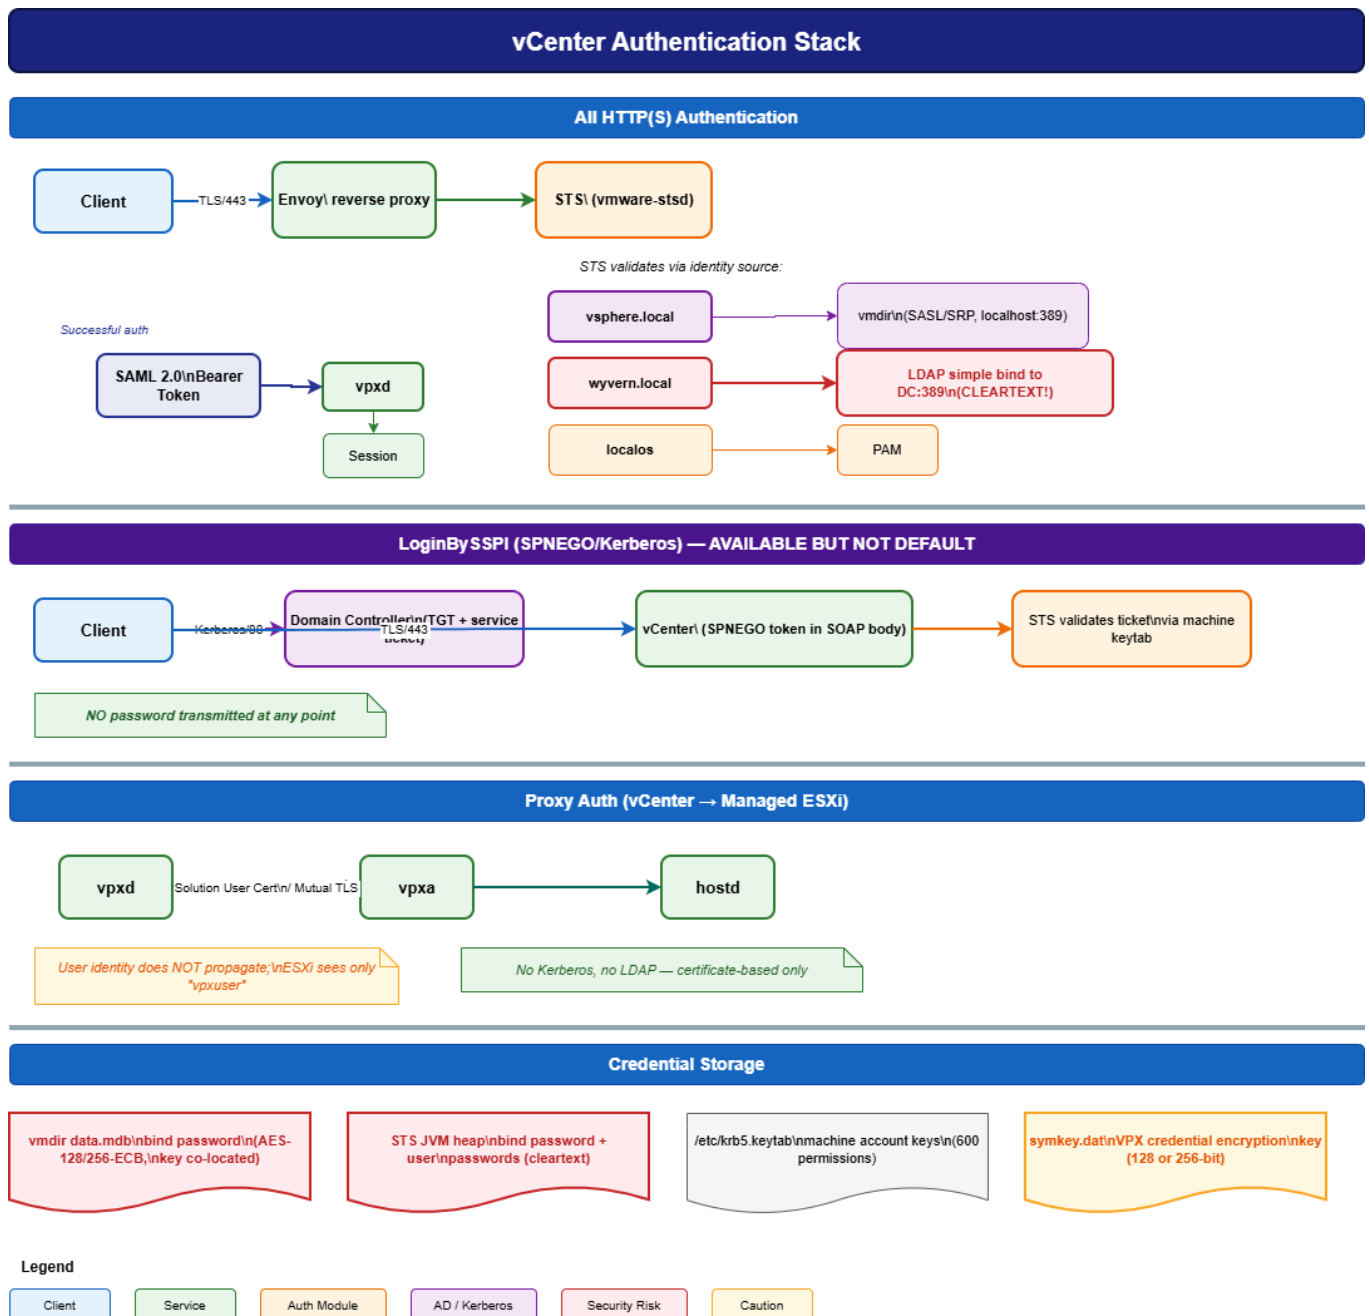 vCenter Authentication Stack
All HTTP(S) Authentication
Client
TLS/443
Envoy\ reverse proxy
STS\ (vmware-stsd)
STS validates via identity source:
vsphere.local
vmdir\n(SASL/SRP, localhost:389)
Successful auth
SAML 2.0\nBearer
Token
vpxd
wyvern.local
LDAP simple bind to
DC:389\n(CLEARTEXT!)
Session
localos
PAM
LoginBySSPI (SPNEGO/Kerberos) — AVAILABLE BUT NOT DEFAULT
Client
Kerberos/88
Domain Controller\n(TGT + service
ticket)
TLS/443
vCenter\ (SPNEGO token in SOAP body)
STS validates ticket\nvia machine
keytab
NO password transmitted at any point
Proxy Auth (vCenter → Managed ESXi)
vpxd
Solution User Cert\n/ Mutual TLS
vpxa
hostd
User identity does NOT propagate;\nESXi sees only
"vpxuser"
No Kerberos, no LDAP — certificate-based only
Credential Storage
vmdir data.mdb\nbind password\n(AES-
128/256-ECB,\nkey co-located)
STS JVM heap\nbind password +
user\npasswords (cleartext)
/etc/krb5.keytab\nmachine account keys\n(600
permissions)
symkey.dat\nVPX credential encryption\nkey
(128 or 256-bit)
Legend
Client
Service
Auth Module
AD / Kerberos
Security Risk
Caution